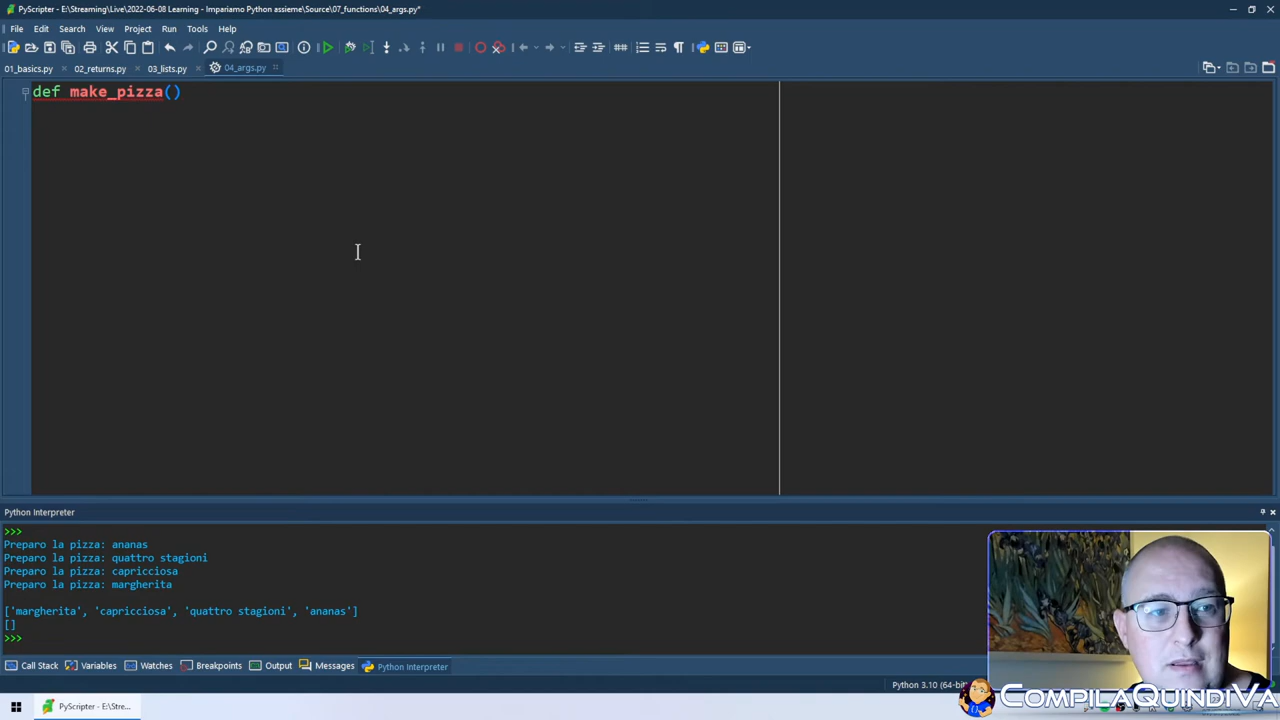 PyScripter - E:\Streaming\Live\2022-06-08 Learning - Impariamo Python assieme\Source\07_functions\04_args.py*
File Edit Search View Project Run Tools Help
01_basics.py 02_returns.py 03_lists.py 04_args.py
def make_pizza()
Python Interpreter
>>>
Preparo la pizza: ananas
Preparo la pizza: quattro stagioni
Preparo la pizza: capricciosa
Preparo la pizza: margherita
['margherita', 'capricciosa', 'quattro stagioni', 'ananas']
[]
>>>
Call Stack Variables Watches Breakpoints Output Messages Python Interpreter
Python 3.10 (64-bit)
COMPILAQUINDIVA
PyScripter - E:\Stre...